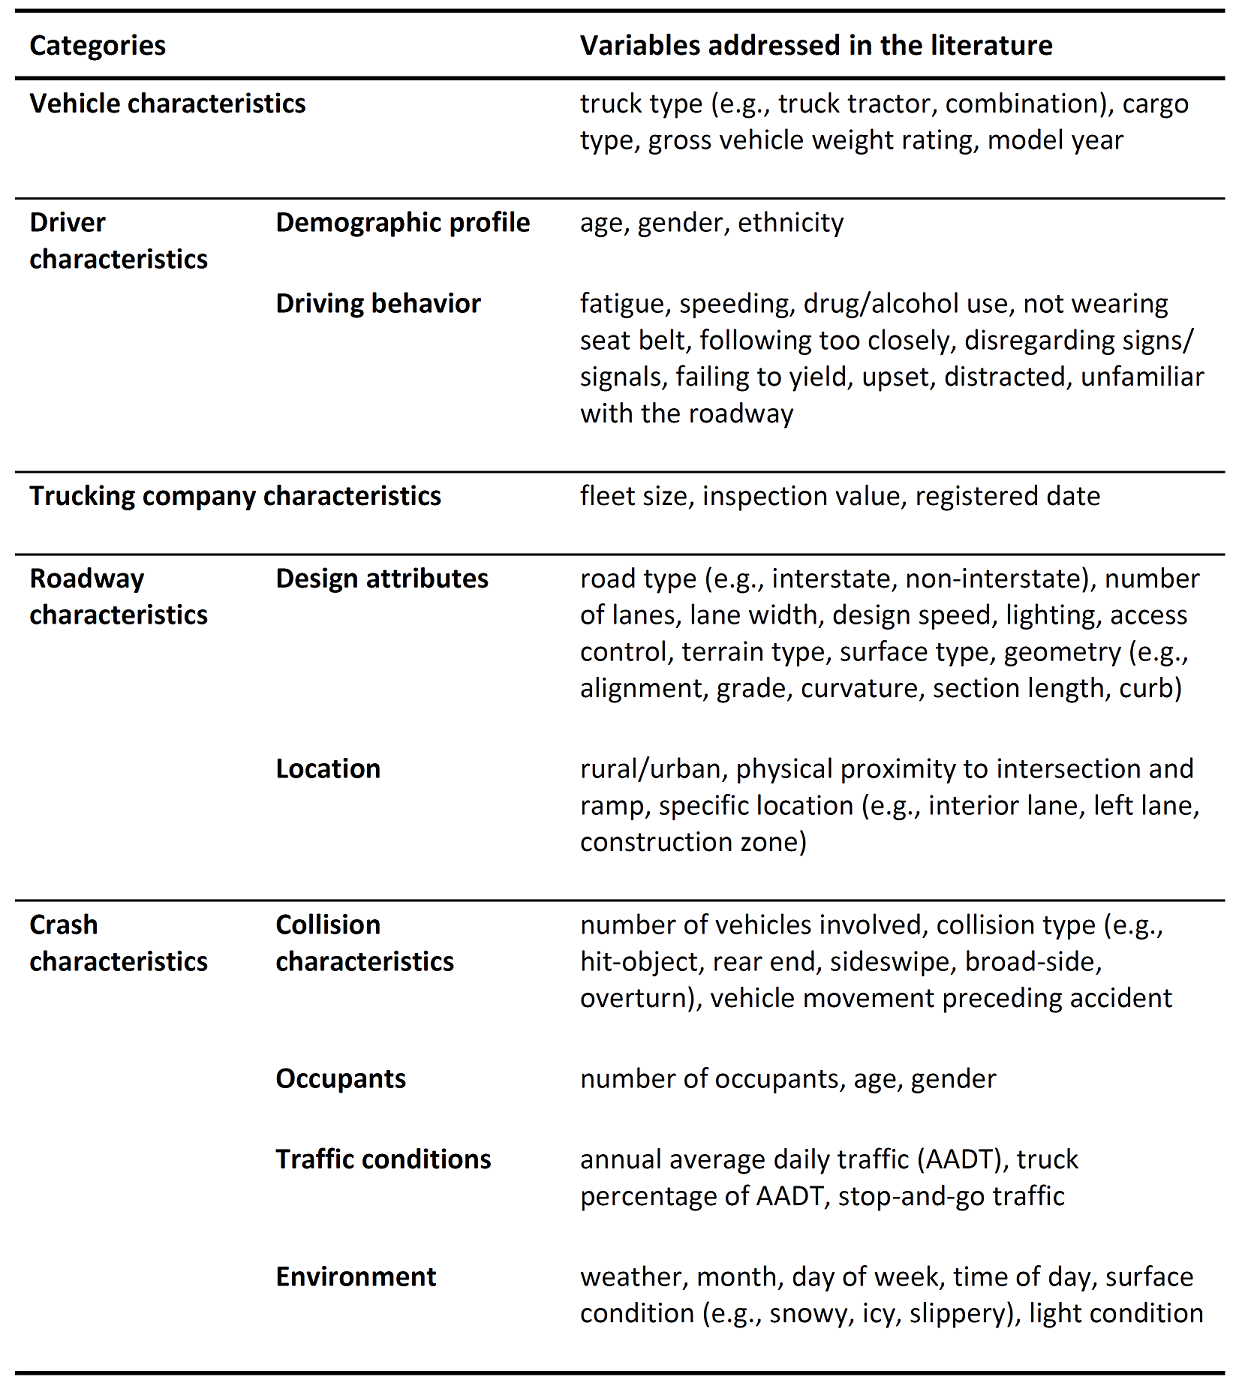 Categories Variables addressed in the literature
Vehicle characteristics truck type (e.g., truck tractor, combination), cargo
type, gross vehicle weight rating, model year
Driver Demographic profile age, gender, ethnicity
characteristics
Driving behavior fatigue, speeding, drug/alcohol use, not wearing
seat belt, following too closely, disregarding signs/
signals, failing to yield, upset, distracted, unfamiliar
with the roadway
Trucking company characteristics fleet size, inspection value, registered date
Roadway Design attributes road type (e.g., interstate, non-interstate), number
characteristics of lanes, lane width, design speed, lighting, access
control, terrain type, surface type, geometry (e.g.,
alignment, grade, curvature, section length, curb)
Location rural/urban, physical proximity to intersection and
ramp, specific location (e.g., interior lane, left lane,
construction zone)
Crash Collision number of vehicles involved, collision type (e.g.,
characteristics characteristics hit-object, rear end, sideswipe, broad-side,
overturn), vehicle movement preceding accident
Occupants number of occupants, age, gender
Traffic conditions annual average daily traffic (AADT), truck
percentage of AADT, stop-and-go traffic
Environment weather, month, day of week, time of day, surface
condition (e.g., snowy, icy, slippery), light condition